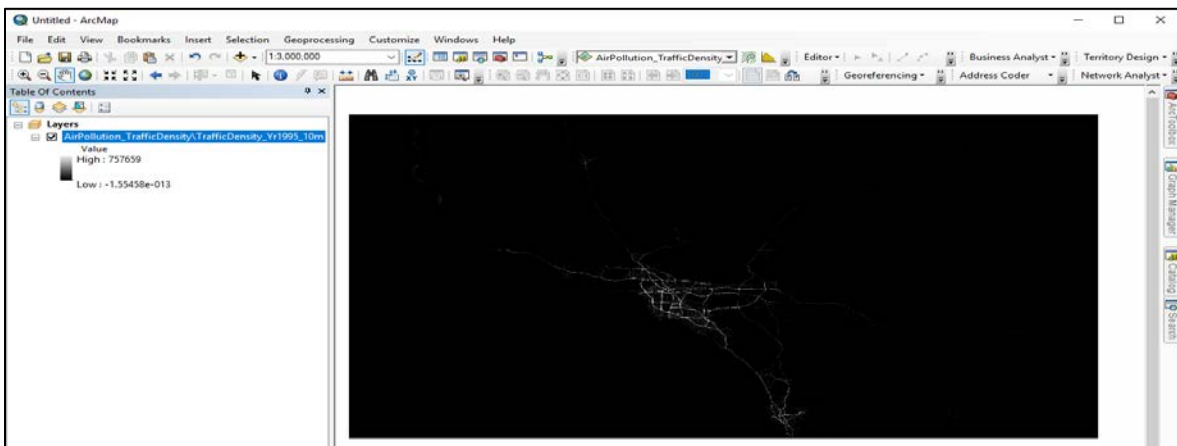 Untitled - ArcMap
File Edit View Bookmarks Insert Selection Geoprocessing Customize Windows Help
1:3,000,000 AirPollution_TrafficDensity_ Editor Business Analyst Territory Design
Georeferencing Address Coder Network Analyst
Table Of Contents
Layers
AirPollution_TrafficDensity\TrafficDensity_Yr1995_10m
Value
High : 757659
Low : -1.55458e-013
ArcToolbox
Graph Manager
Catalog
Search